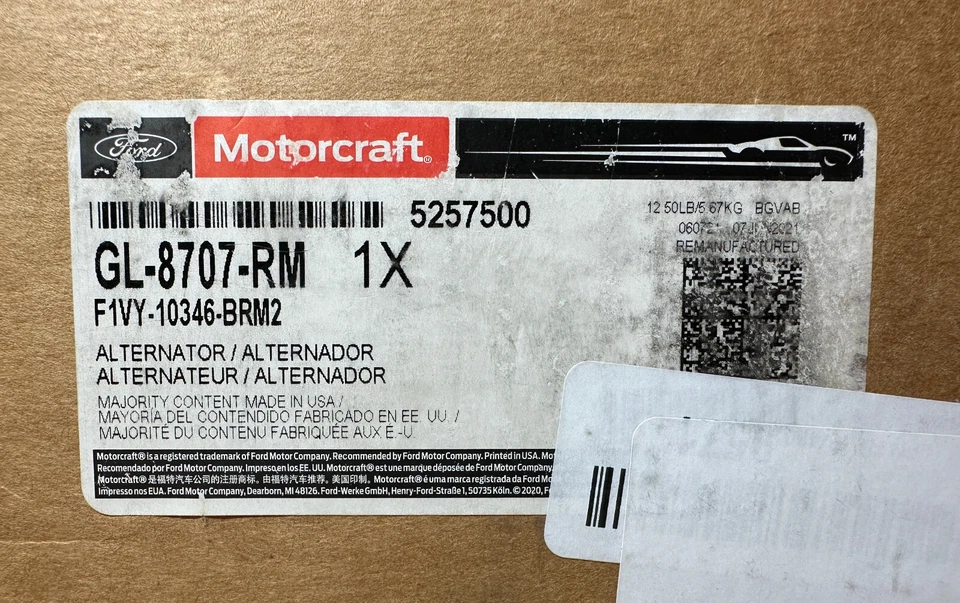 Ford
Motorcraft®
TM
5257500
12.50LB/5.67KG BGVAB
GL-8707-RM 1X
REMANUFACTURED
F1VY-10346-BRM2
ALTERNATOR / ALTERNADOR
ALTERNATEUR / ALTERNADOR
MAJORITY CONTENT MADE IN USA /
MAYORÍA DEL CONTENDIDO FABRICADO EN EE. UU. /
MAJORITÉ DU CONTENU FABRIQUÉE AUX É.-U.
Motorcraft® is a registered trademark of Ford Motor Company. Recommended by Ford Motor Company. Printed in USA.
Recomendado por Ford Motor Company. Impreso en los EE. UU. Motorcraft® est une marque déposée de Ford Motor Company.
Motorcraft® 是福特汽车公司的注册商标。由福特汽车推荐。美国印制。Motorcraft® é uma marca registrada da Ford
Impresso nos EUA. Ford Motor Company, Dearborn, MI 48126. Ford-Werke GmbH, Henry-Ford-Straße 1, 50735 Köln. © 2020,